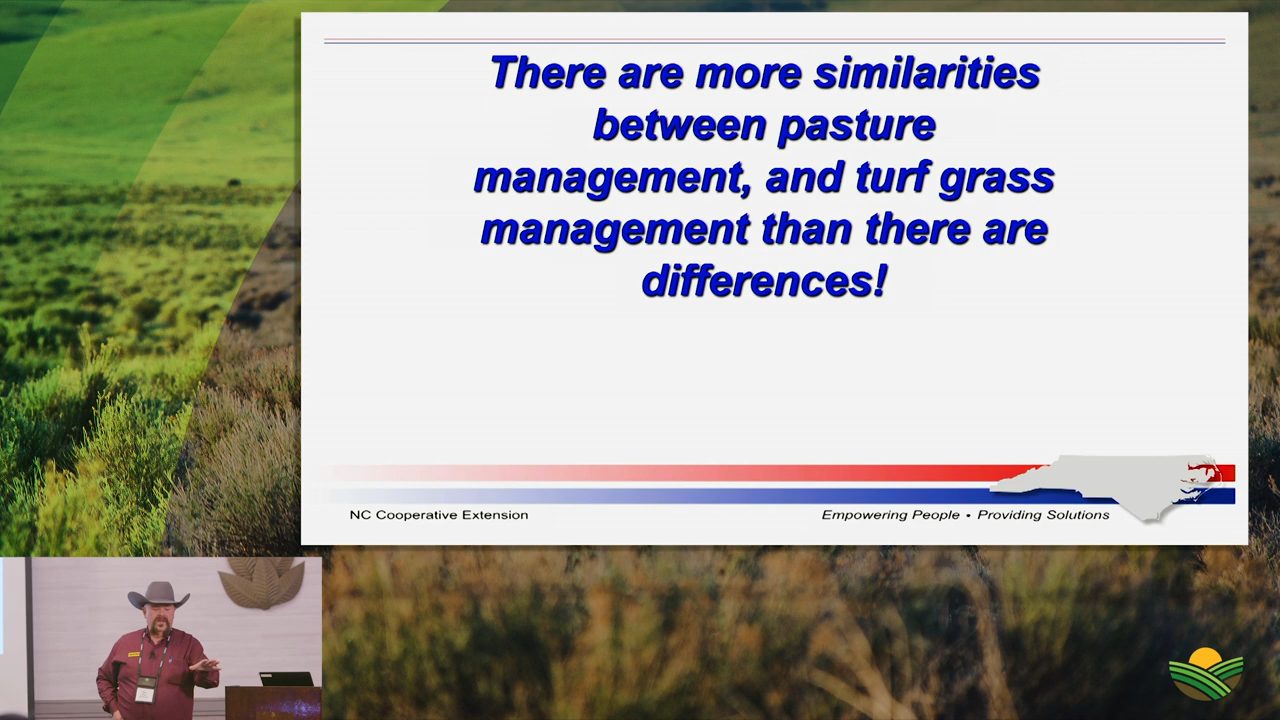 There are more similarities
between pasture
management, and turf grass
management than there are
differences!
NC Cooperative Extension
Empowering People • Providing Solutions